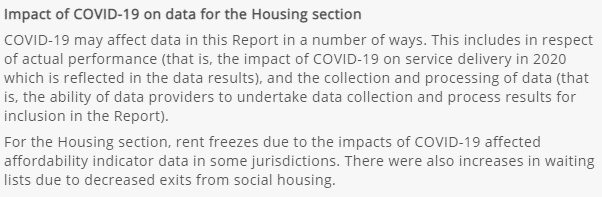 Impact of COVID-19 on data for the Housing section
COVID-19 may affect data in this Report in a number of ways. This includes in respect
of actual performance (that is, the impact of COVID-19 on service delivery in 2020
which is reflected in the data results), and the collection and processing of data (that
is, the ability of data providers to undertake data collection and process results for
inclusion in the Report).
For the Housing section, rent freezes due to the impacts of COVID-19 affected
affordability indicator data in some jurisdictions. There were also increases in waiting
lists due to decreased exits from social housing.